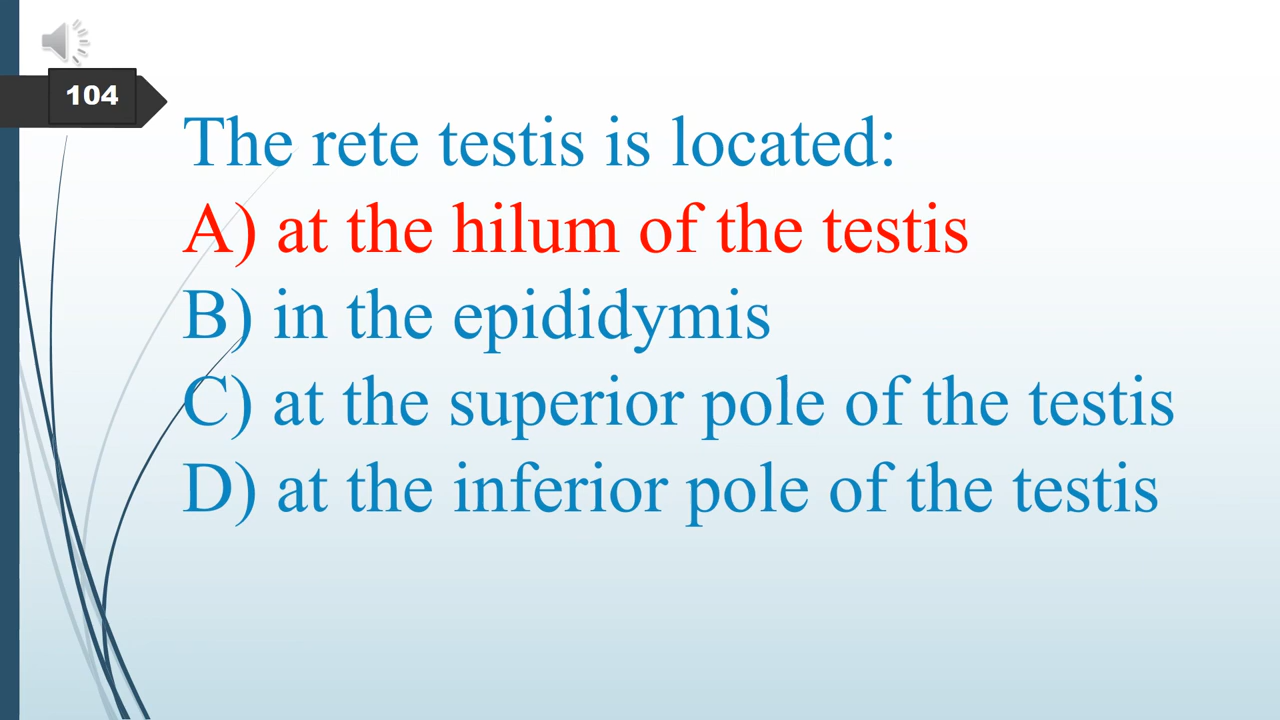 104
The rete testis is located:
A) at the hilum of the testis
B) in the epididymis
C) at the superior pole of the testis
D) at the inferior pole of the testis